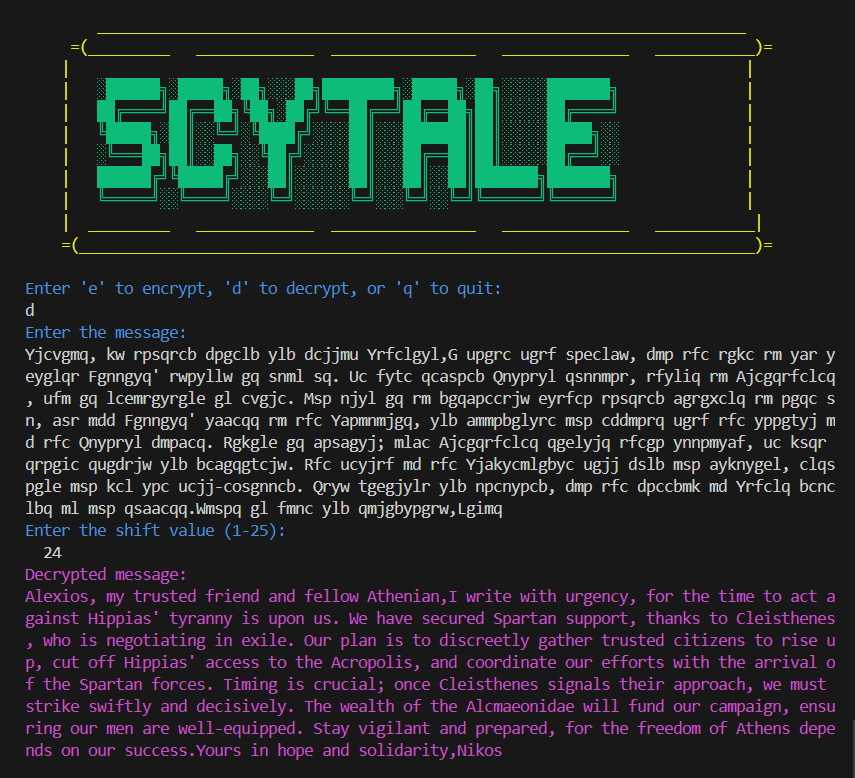 SCYTALE
Enter 'e' to encrypt, 'd' to decrypt, or 'q' to quit:
d
Enter the message:
Yjcvgmq, kw rpsqrcb dpgclb ylb dcjjmu Yrfclgyl,G upgrc ugrf speclaw, dmp rfc rgkc rm yar y
eyglqr Fgnngyq' rwpyllw gq snml sq. Uc fytc qcaspcb Qnypryl qsnnmpr, rfyliq rm Ajcgqrfclcq
, ufm gq lcemrgyrgle gl cvgjc. Msp njyl gq rm bgqapccrjw eyrfcp rpsqrcb agrgxclq rm pgqc s
n, asr mdd Fgnngyq' yaacqq rm rfc Yapmnmjgq, ylb ammpbglyrc msp cddmprq ugrf rfc yppgtyj m
d rfc Qnypryl dmpacq. Rgkgle gq apsagyj; mlac Ajcgqrfclcq qgelyjq rfcgp ynnpmyaf, uc ksqr 
qrpgic qugdrjw ylb bcagqgtcjw. Rfc ucyjrf md rfc Yjakycmlgbyc ugjj dslb msp ayknygel, clqs
pgle msp kcl ypc ucjj-cosgnncb. Qryw tgegjylr ylb npcnypcb, dmp rfc dpccbmk md Yrfclq bcnc
lbq ml msp qsaacqq.Wmspq gl fmnc ylb qmjgbypgrw,Lgimq
Enter the shift value (1-25):
24
Decrypted message:
Alexios, my trusted friend and fellow Athenian,I write with urgency, for the time to act a
gainst Hippias' tyranny is upon us. We have secured Spartan support, thanks to Cleisthenes
, who is negotiating in exile. Our plan is to discreetly gather trusted citizens to rise u
p, cut off Hippias' access to the Acropolis, and coordinate our efforts with the arrival o
f the Spartan forces. Timing is crucial; once Cleisthenes signals their approach, we must
strike swiftly and decisively. The wealth of the Alcmaeonidae will fund our campaign, ensu
ring our men are well-equipped. Stay vigilant and prepared, for the freedom of Athens depe
nds on our success.Yours in hope and solidarity,Nikos